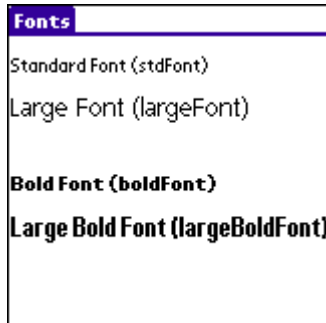 Fonts
Standard Font (stdFont)
Large Font (largeFont)
Bold Font (boldFont)
Large Bold Font (largeBoldFont)